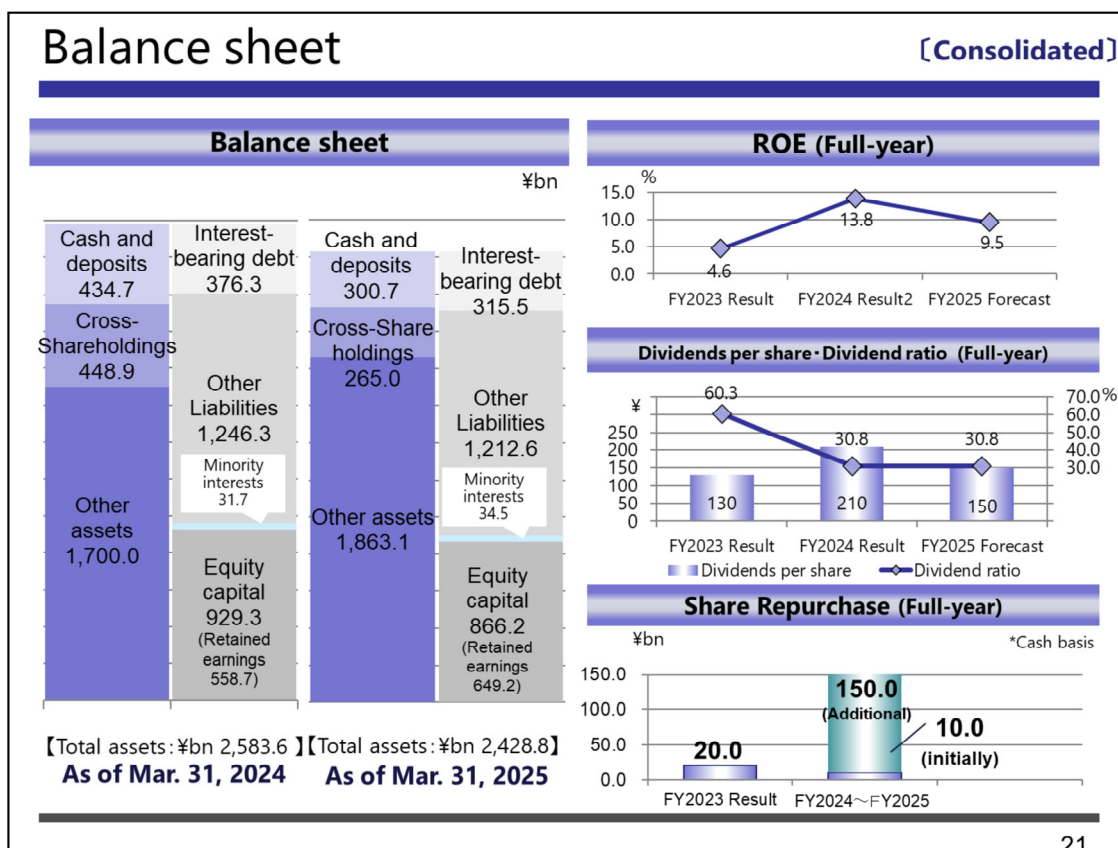 Balance sheet
〔Consolidated〕
Balance sheet
¥bn
Cash and
deposits
434.7
Cross-
Shareholdings
448.9
Other
assets
1,700.0
Interest-
bearing debt
376.3
Other
Liabilities
1,246.3
Minority
interests
31.7
Equity
capital
929.3
(Retained
earnings
558.7)
Cash and
deposits
300.7
Cross-Share
holdings
265.0
Other assets
1,863.1
Interest-
bearing debt
315.5
Other
Liabilities
1,212.6
Minority
interests
34.5
Equity
capital
866.2
(Retained
earnings
649.2)
【Total assets：¥bn 2,583.6 】
As of Mar. 31, 2024
【Total assets：¥bn 2,428.8】
As of Mar. 31, 2025
ROE (Full-year)
%
15.0
10.0
5.0
0.0
4.6
13.8
9.5
FY2023 Result
FY2024 Result2
FY2025 Forecast
Dividends per share・Dividend ratio (Full-year)
¥
250
200
150
100
50
0
70.0
%
60.0
50.0
40.0
30.0
60.3
30.8
30.8
130
210
150
FY2023 Result
FY2024 Result
FY2025 Forecast
Dividends per share
Dividend ratio
Share Repurchase (Full-year)
¥bn
*Cash basis
150.0
100.0
50.0
0.0
20.0
150.0
(Additional)
10.0
(initially)
FY2023 Result
FY2024～FY2025
21